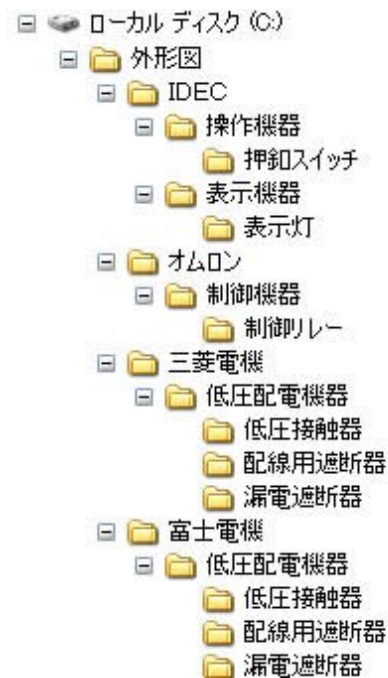 ローカル ディスク (C:)
外形図
IDEC
操作機器
押釦スイッチ
表示機器
表示灯
オムロン
制御機器
制御リレー
三菱電機
低圧配電機器
低圧接触器
配線用遮断器
漏電遮断器
富士電機
低圧配電機器
低圧接触器
配線用遮断器
漏電遮断器